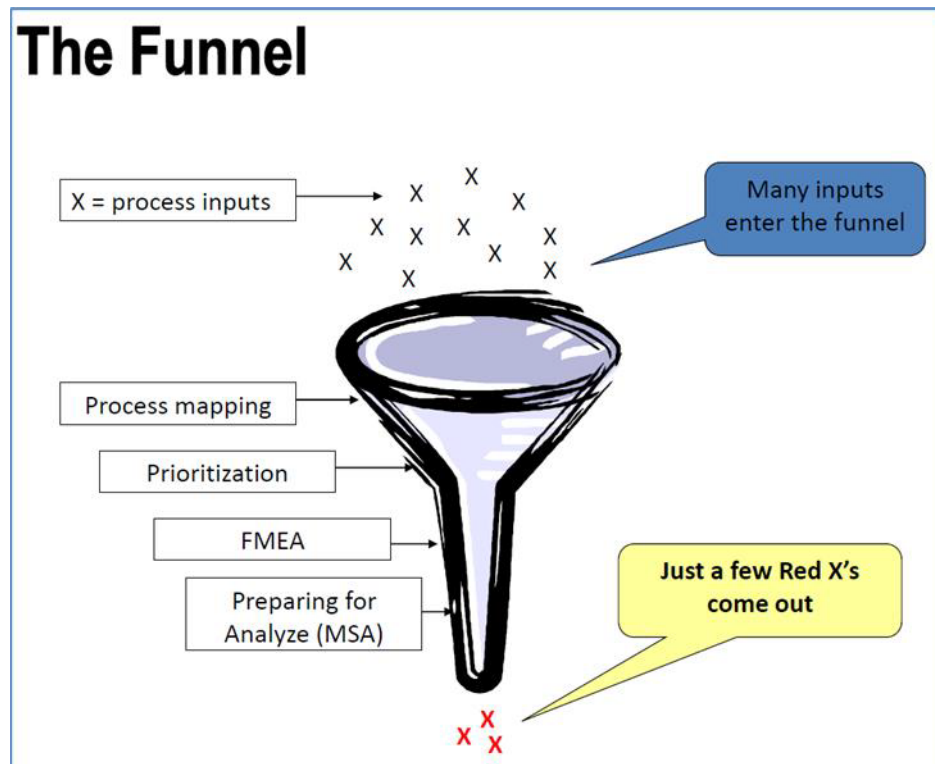 The Funnel
X = process inputs
X
X
X
X
X
X
X
X
X
X
X
Many inputs
enter the funnel
Process mapping
Prioritization
FMEA
Preparing for
Analyze (MSA)
Just a few Red X’s
come out
X
X
X